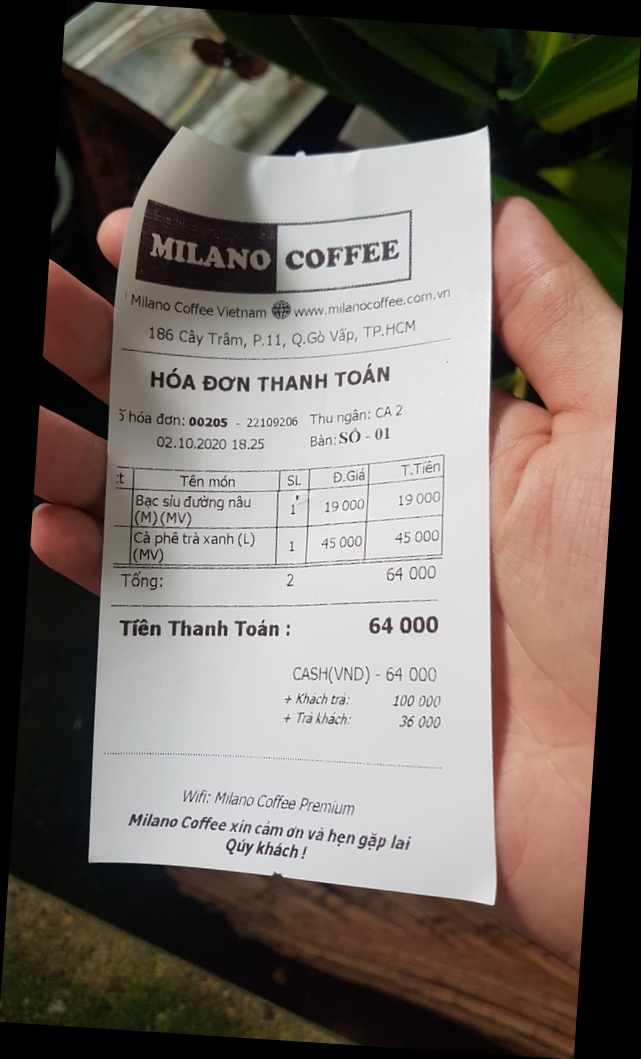 MILANO COFFEE
Milano Coffee Vietnam www.milanocoffee.com.vn
186 Cây Trâm, P.11, Q.Gò Vấp, TP.HCM
HÓA ĐƠN THANH TOÁN
hóa đơn: 00205 - 22109206 Thu ngân: CA 2
02.10.2020 18.25 Bàn: SỐ - 01
Tên món SL Đ.Giá T.Tiền
Bạc sỉu đường nâu 1 19 000 19 000
(M)(MV)
Cà phê trà xanh (L) 1 45 000 45 000
(MV)
Tổng: 2 64 000
Tiền Thanh Toán : 64 000
CASH(VND) - 64 000
+ Khách trả: 100 000
+ Trả khách: 36 000
Wifi: Milano Coffee Premium
Milano Coffee xin cảm ơn và hẹn gặp lại
Qúy khách !